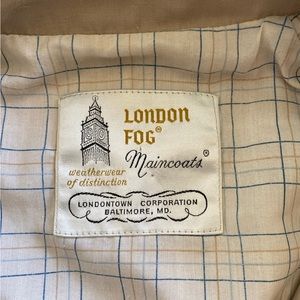 LONDON
FOG®
Maincoats®
weatherwear
of distinction
LONDONTOWN CORPORATION
BALTIMORE, MD.